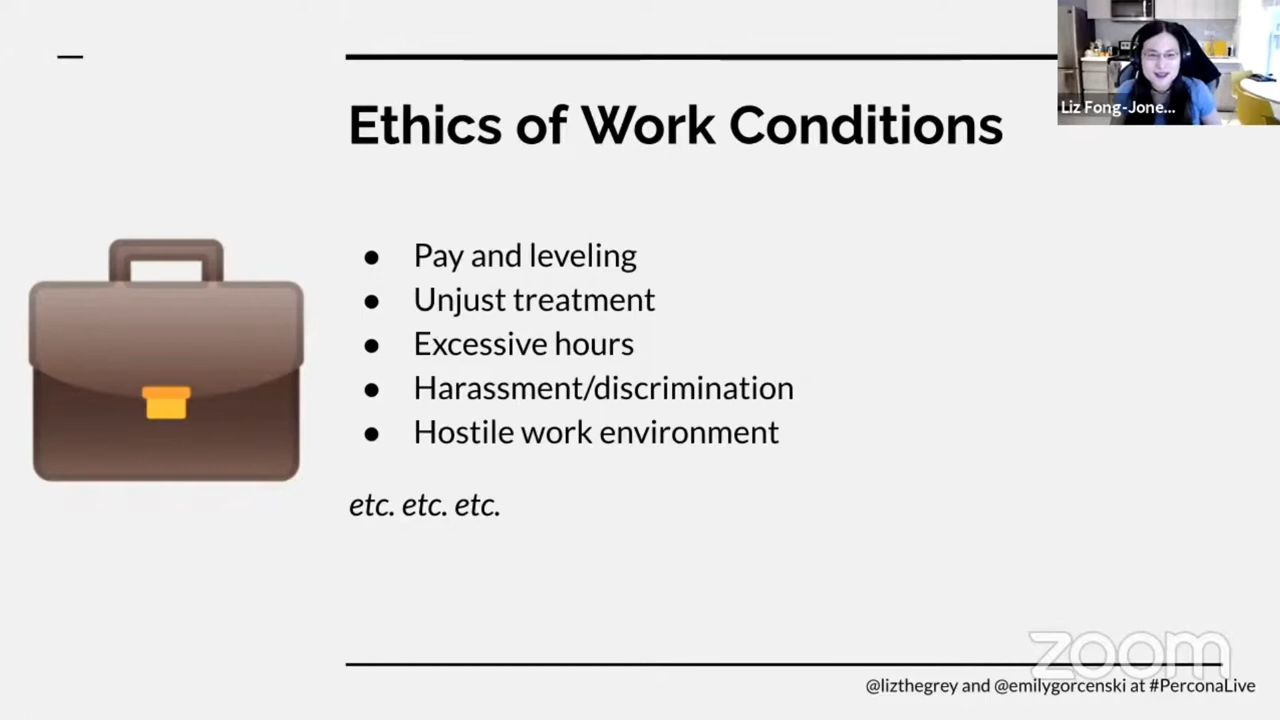 Liz Fong-Jone...
Ethics of Work Conditions
● Pay and leveling
● Unjust treatment
● Excessive hours
● Harassment/discrimination
● Hostile work environment
etc. etc. etc.
zoom
@lizthegrey and @emilygorcenski at #PerconaLive